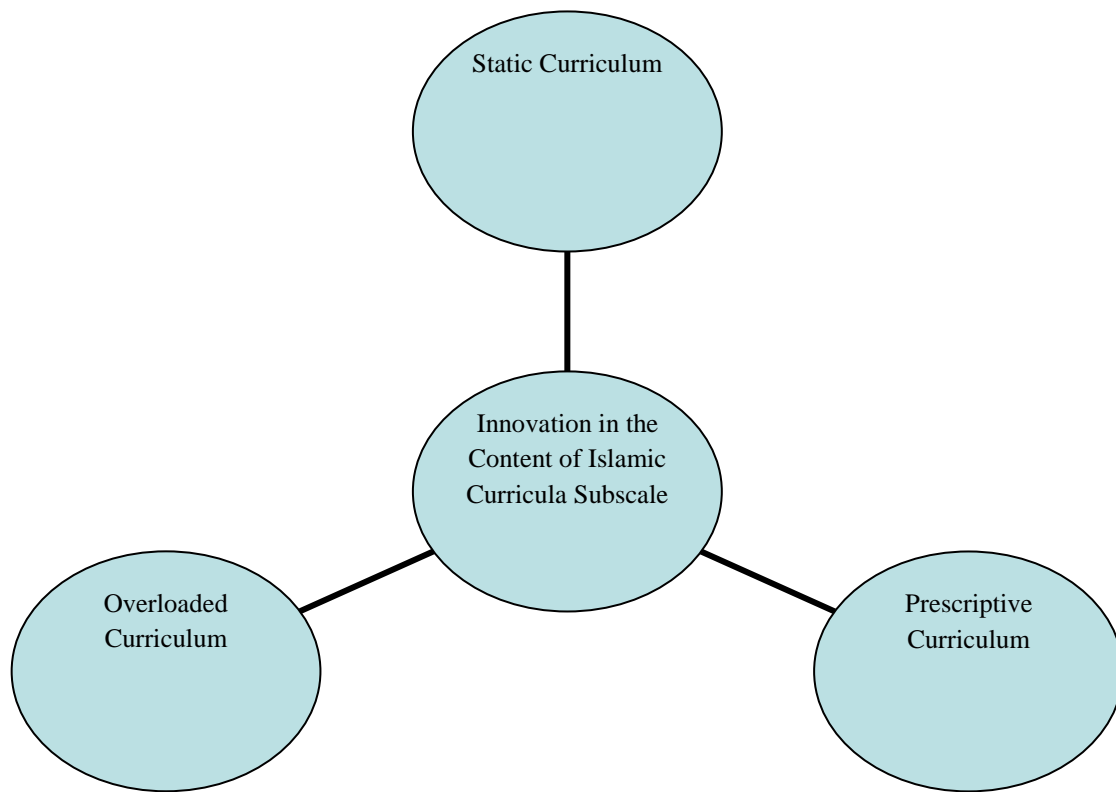 Static Curriculum
Innovation in the
Content of Islamic
Curricula Subscale
Overloaded
Curriculum
Prescriptive
Curriculum